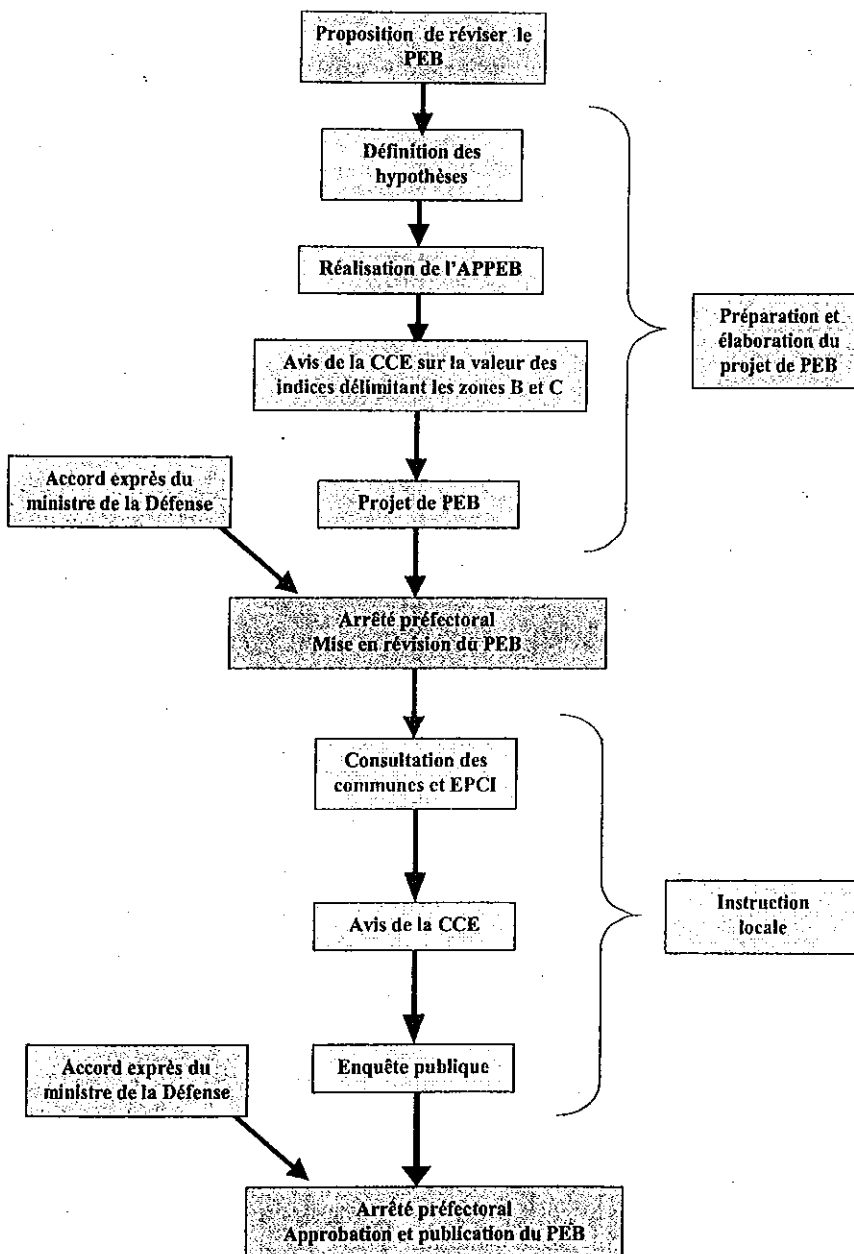 Proposition de réviser le
PEB
Définition des
hypothèses
Réalisation de l'APPEB
Avis de la CCE sur la valeur des
indices délimitant les zones B et C
Préparation et
élaboration du
projet de PEB
Accord exprès du
ministre de la Défense
Projet de PEB
Arrêté préfectoral
Mise en révision du PEB
Consultation des
communes et EPCI
Avis de la CCE
Instruction
locale
Accord exprès du
ministre de la Défense
Enquête publique
Arrêté préfectoral
Approbation et publication du PEB